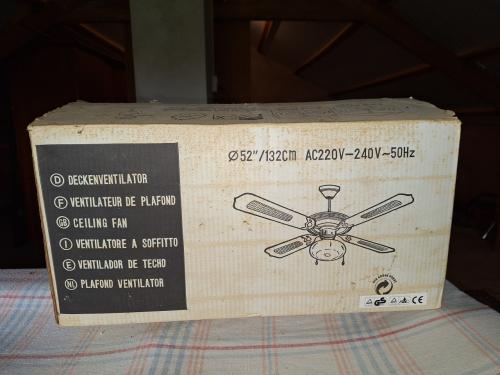 Ø52"/132cm AC220V-240V~50Hz
D DECKENVENTILATOR
F VENTILATEUR DE PLAFOND
GB CEILING FAN
I VENTILATORE A SOFFITTO
E VENTILADOR DE TECHO
NL PLAFOND VENTILATOR
GS CE